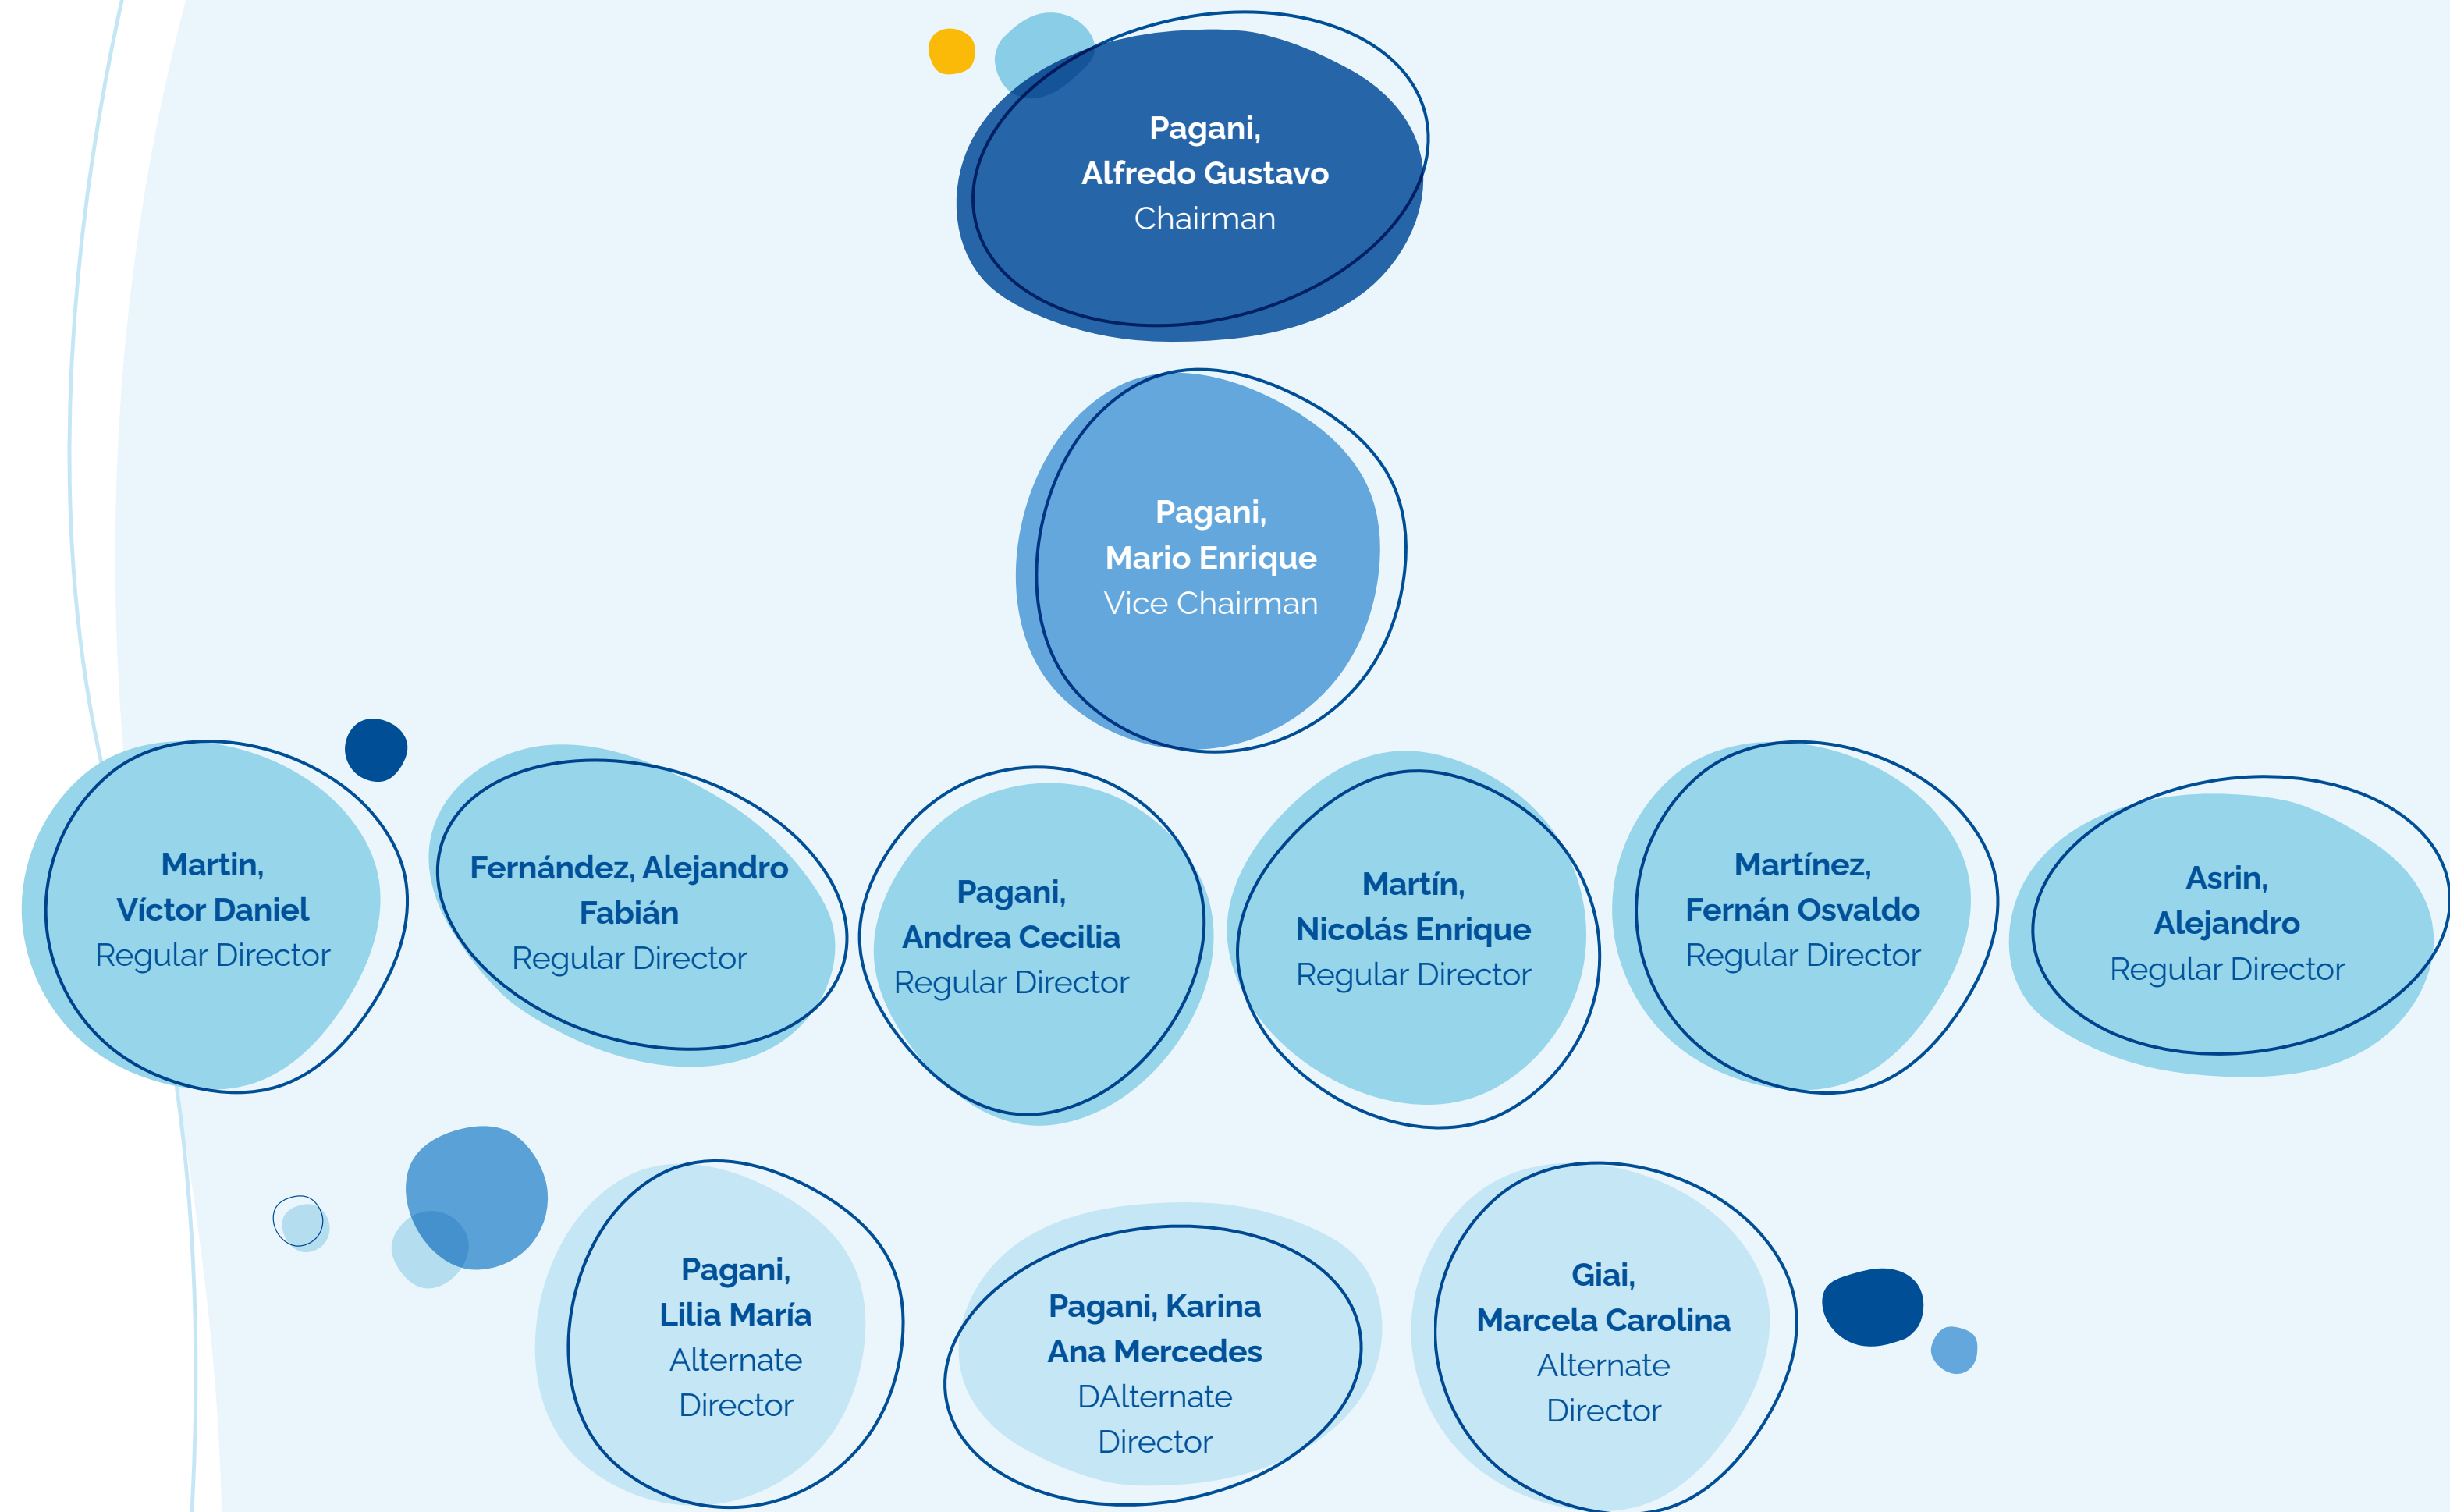 Pagani,
Alfredo Gustavo
Chairman
Pagani,
Mario Enrique
Vice Chairman
Martin,
Víctor Daniel
Regular Director
Fernández, Alejandro
Fabián
Regular Director
Pagani,
Andrea Cecilia
Regular Director
Martín,
Nicolás Enrique
Regular Director
Martínez,
Fernán Osvaldo
Regular Director
Asrin,
Alejandro
Regular Director
Pagani,
Lilia María
Alternate
Director
Pagani, Karina
Ana Mercedes
DAlternate
Director
Giai,
Marcela Carolina
Alternate
Director